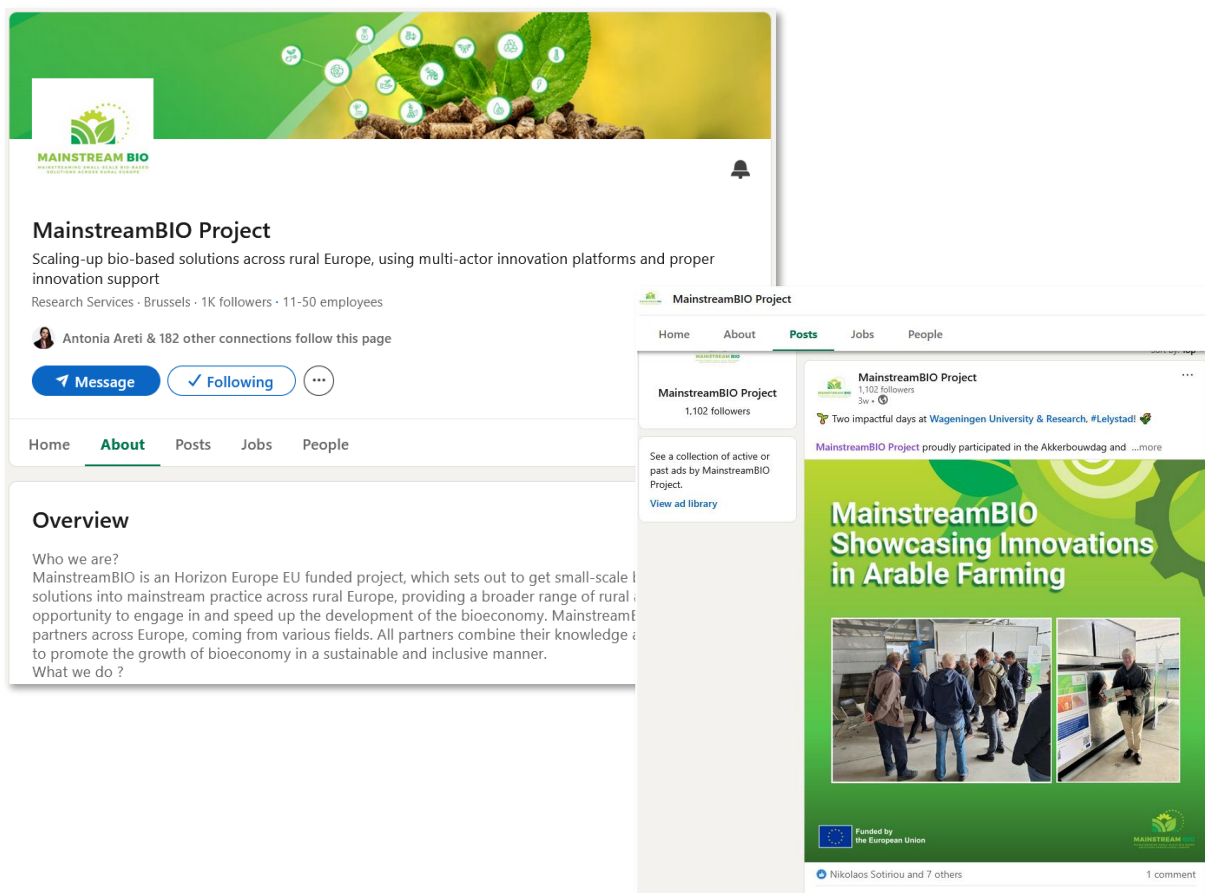 MAINSTREAM BIO
MAINSTREAMING SMALL-SCALE BIO-BASED
SOLUTIONS ACROSS RURAL EUROPE
MainstreamBIO Project
Scaling-up bio-based solutions across rural Europe, using multi-actor innovation platforms and proper
innovation support
Research Services · Brussels · 1K followers · 11-50 employees
Antonia Areti & 182 other connections follow this page
Message
Following
Home About Posts Jobs People
Overview
Who we are?
MainstreamBIO is an Horizon Europe EU funded project, which sets out to get small-scale
solutions into mainstream practice across rural Europe, providing a broader range of rural
opportunity to engage in and speed up the development of the bioeconomy.
partners across Europe, coming from various fields. All partners combine their knowledge
to promote the growth of bioeconomy in a sustainable and inclusive manner.
What we do ?
MainstreamBIO Project
Home About Posts Jobs People
MAINSTREAM BIO
MainstreamBIO Project
1,102 followers
See a collection of active or
past ads by MainstreamBIO
Project.
View ad library
MainstreamBIO Project
1,102 followers
3w •
Two impactful days at Wageningen University & Research, #Lelystad!
MainstreamBIO Project proudly participated in the Akkerbouwdag and ...more
MainstreamBIO
Showcasing Innovations
in Arable Farming
Funded by
the European Union
MAINSTREAM BIO
Nikolaos Sotiriou and 7 others
1 comment